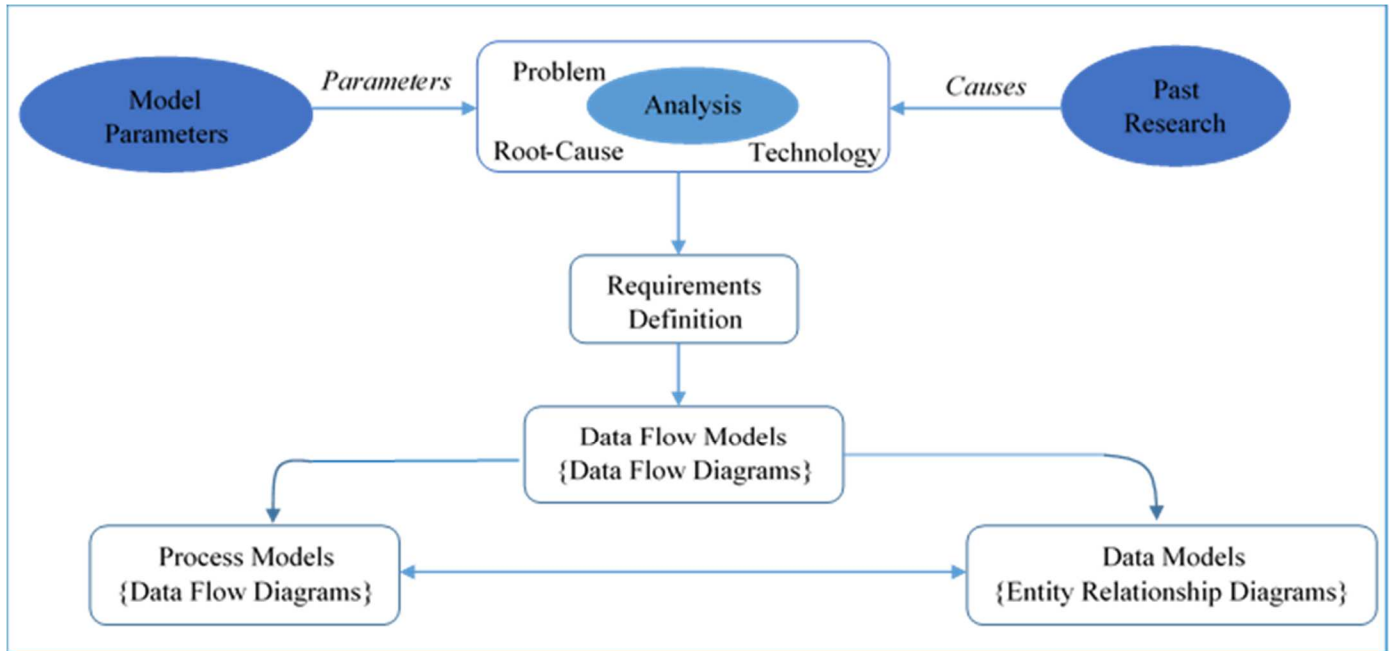 Model
Parameters
Parameters
Problem
Analysis
Root-Cause
Technology
Causes
Past
Research
Requirements
Definition
Data Flow Models
{Data Flow Diagrams}
Process Models
{Data Flow Diagrams}
Data Models
{Entity Relationship Diagrams}